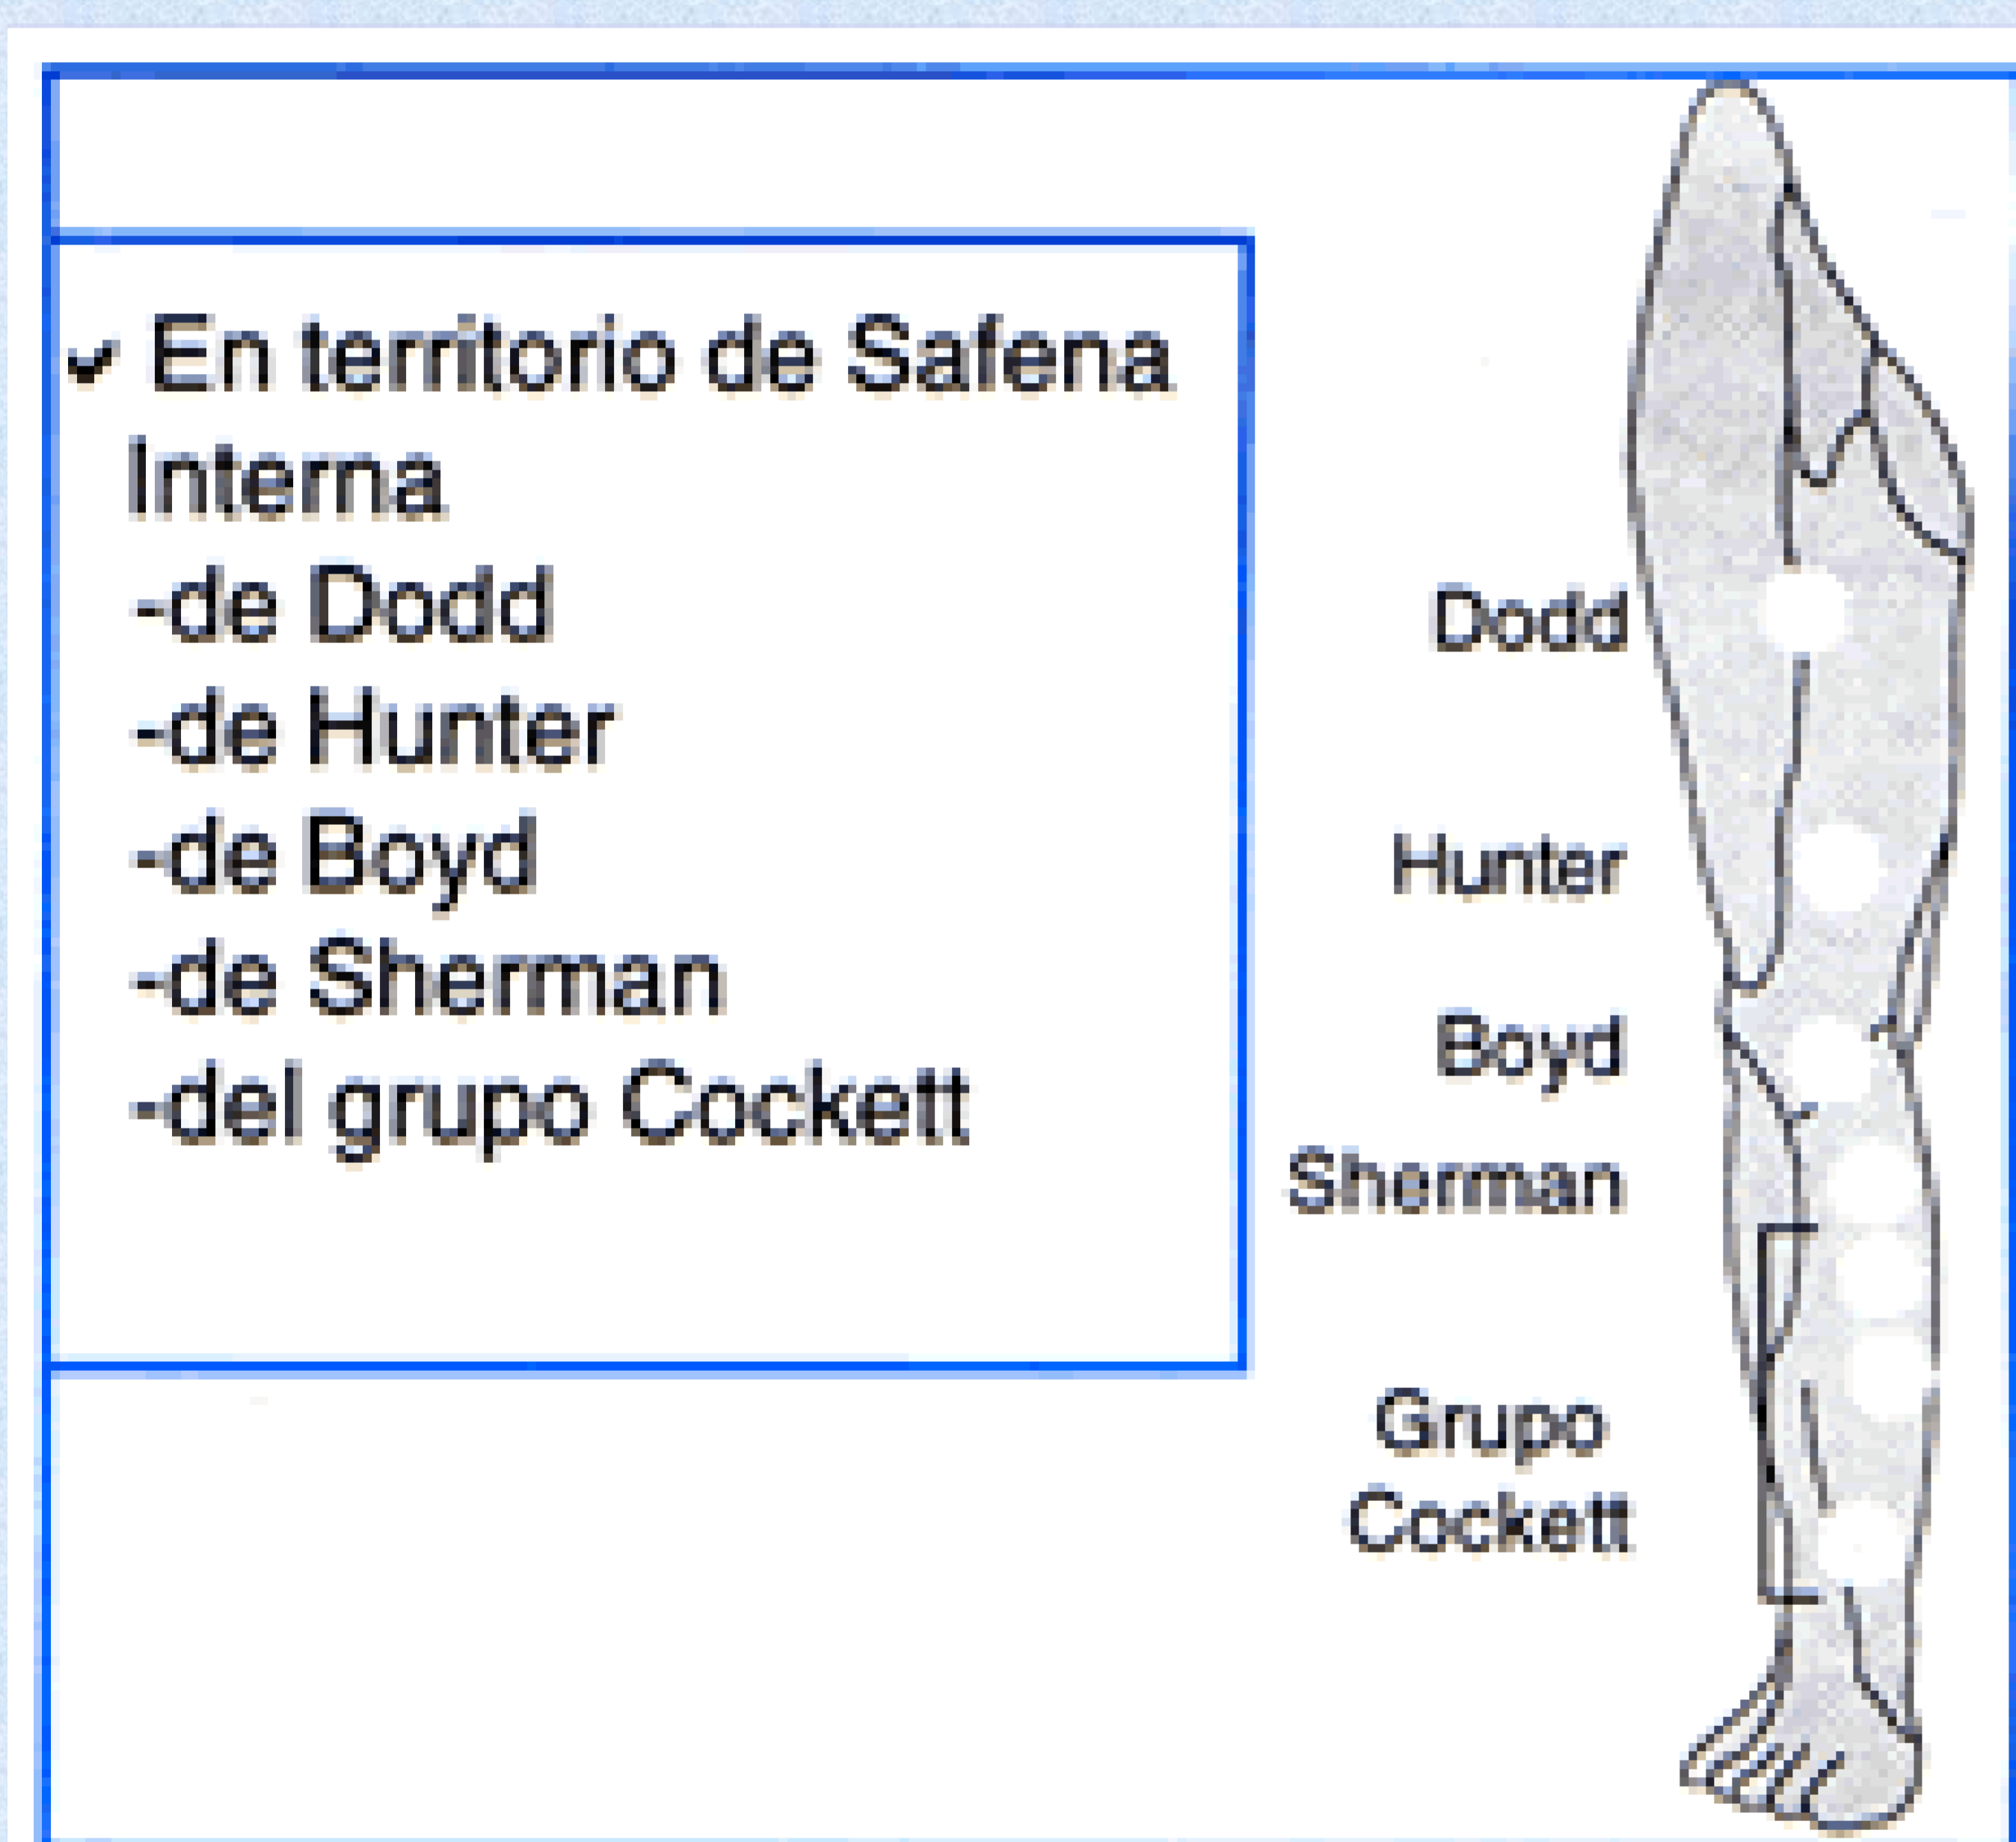 ✓ En territorio de Safena
Interna
-de Dodd
-de Hunter
-de Boyd
-de Sherman
-del grupo Cockett
Dodd
Hunter
Boyd
Sherman
Grupo
Cockett